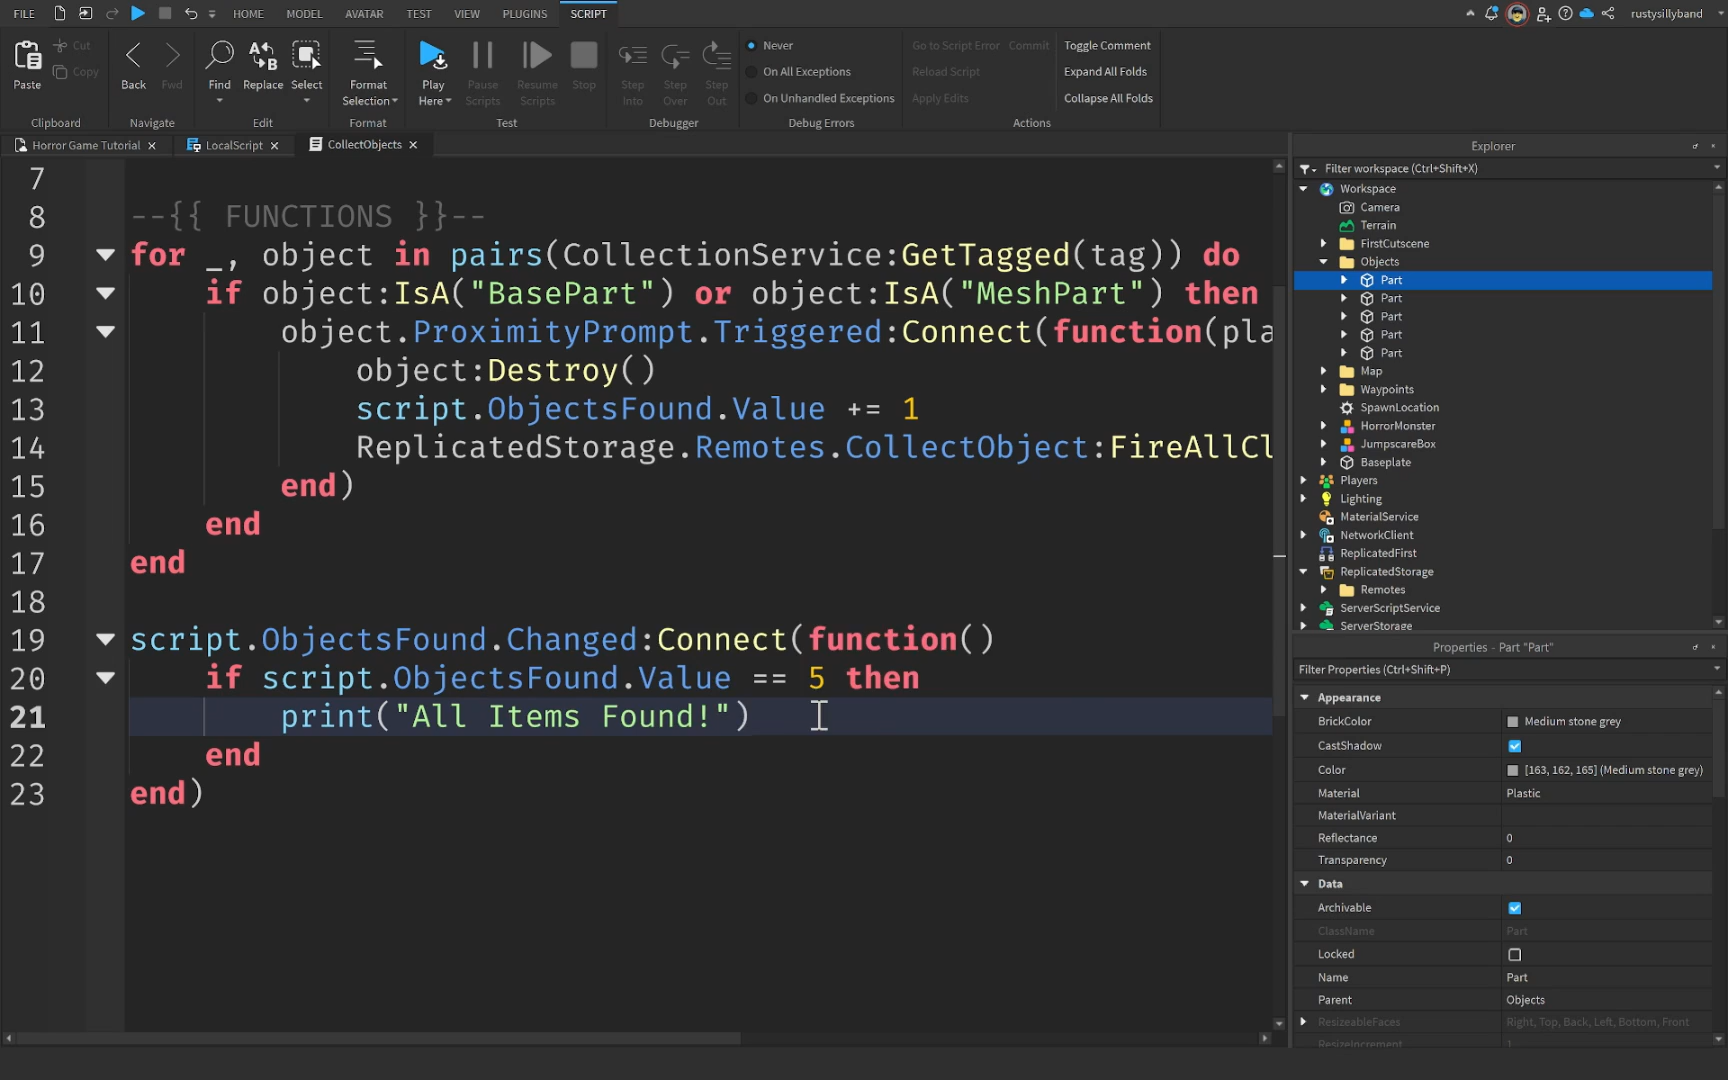 FILE HOME MODEL AVATAR TEST VIEW PLUGINS SCRIPT rustysillyband
Paste Cut Copy Clipboard
Back Fwd Navigate
Find Replace Select Edit
Format Selection Format
Play Here Pause Scripts Resume Scripts Stop Test
Step Into Step Over Step Out Debugger
Never
On All Exceptions
On Unhandled Exceptions
Debug Errors
Go to Script Error Commit Toggle Comment
Reload Script Expand All Folds
Apply Edits Collapse All Folds
Actions
Horror Game Tutorial LocalScript CollectObjects
7
8 --{{ FUNCTIONS }}--
9 for _, object in pairs(CollectionService:GetTagged(tag)) do
10 if object:IsA("BasePart") or object:IsA("MeshPart") then
11 object.ProximityPrompt.Triggered:Connect(function(pla
12 object:Destroy()
13 script.ObjectsFound.Value += 1
14 ReplicatedStorage.Remotes.CollectObject:FireAllCl
15 end)
16 end
17 end
18
19 script.ObjectsFound.Changed:Connect(function()
20 if script.ObjectsFound.Value == 5 then
21 print("All Items Found!")
22 end
23 end)
Explorer
Filter workspace (Ctrl+Shift+X)
Workspace
Camera
Terrain
FirstCutscene
Objects
Part
Part
Part
Part
Part
Map
Waypoints
SpawnLocation
HorrorMonster
JumpscareBox
Baseplate
Players
Lighting
MaterialService
NetworkClient
ReplicatedFirst
ReplicatedStorage
Remotes
ServerScriptService
ServerStorage
Properties - Part "Part"
Filter Properties (Ctrl+Shift+P)
Appearance
BrickColor Medium stone grey
CastShadow
Color [163, 162, 165] (Medium stone grey)
Material Plastic
MaterialVariant
Reflectance 0
Transparency 0
Data
Archivable
ClassName Part
Locked
Name Part
Parent Objects
ResizeableFaces Right, Top, Back, Left, Bottom, Front
ResizeIncrement 1